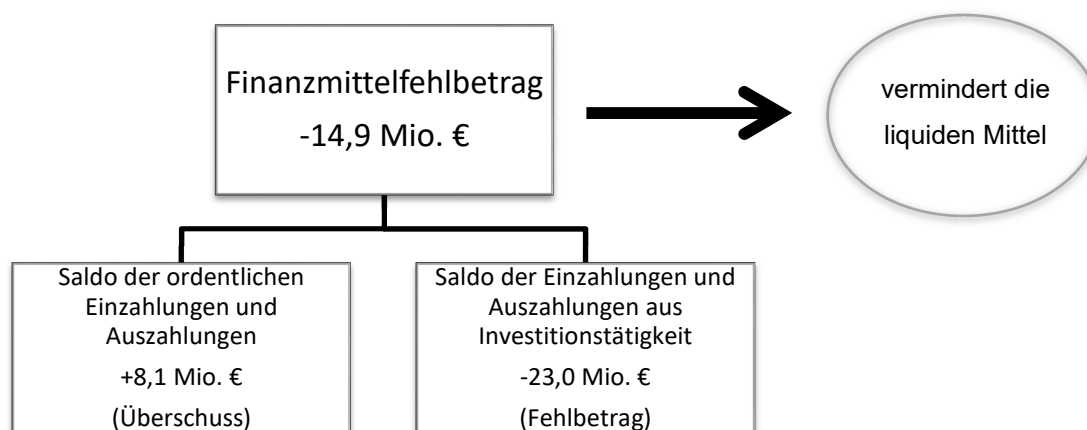 Finanzmittelfehlbetrag
-14,9 Mio. €
vermindert die
liquiden Mittel
Saldo der ordentlichen
Einzahlungen und
Auszahlungen
+8,1 Mio. €
(Überschuss)
Saldo der Einzahlungen und
Auszahlungen aus
Investitionstätigkeit
-23,0 Mio. €
(Fehlbetrag)